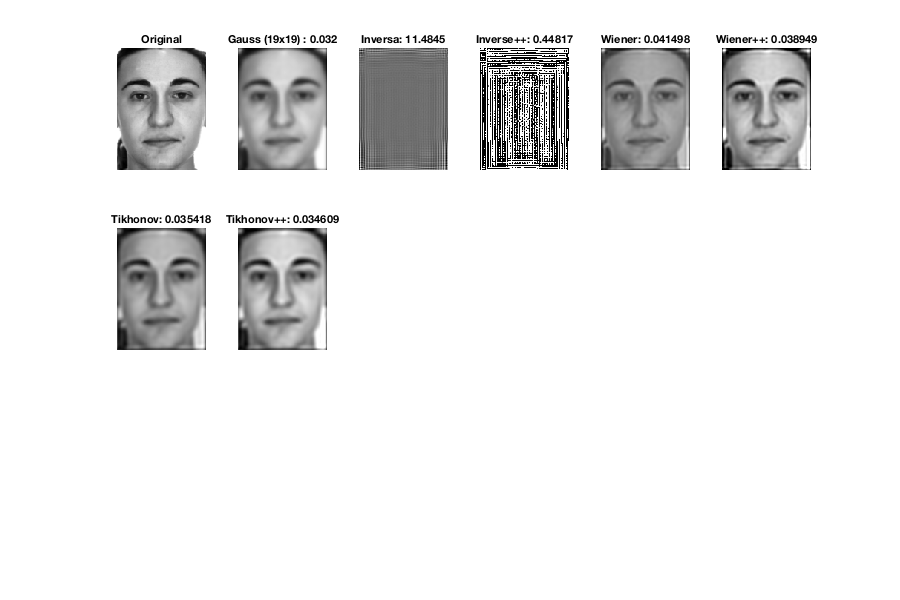 Original
Gauss (19x19) : 0.032
Inversa: 11.4845
Inverse++: 0.44817
Wiener: 0.041498
Wiener++: 0.038949
Tikhonov: 0.035418
Tikhonov++: 0.034609